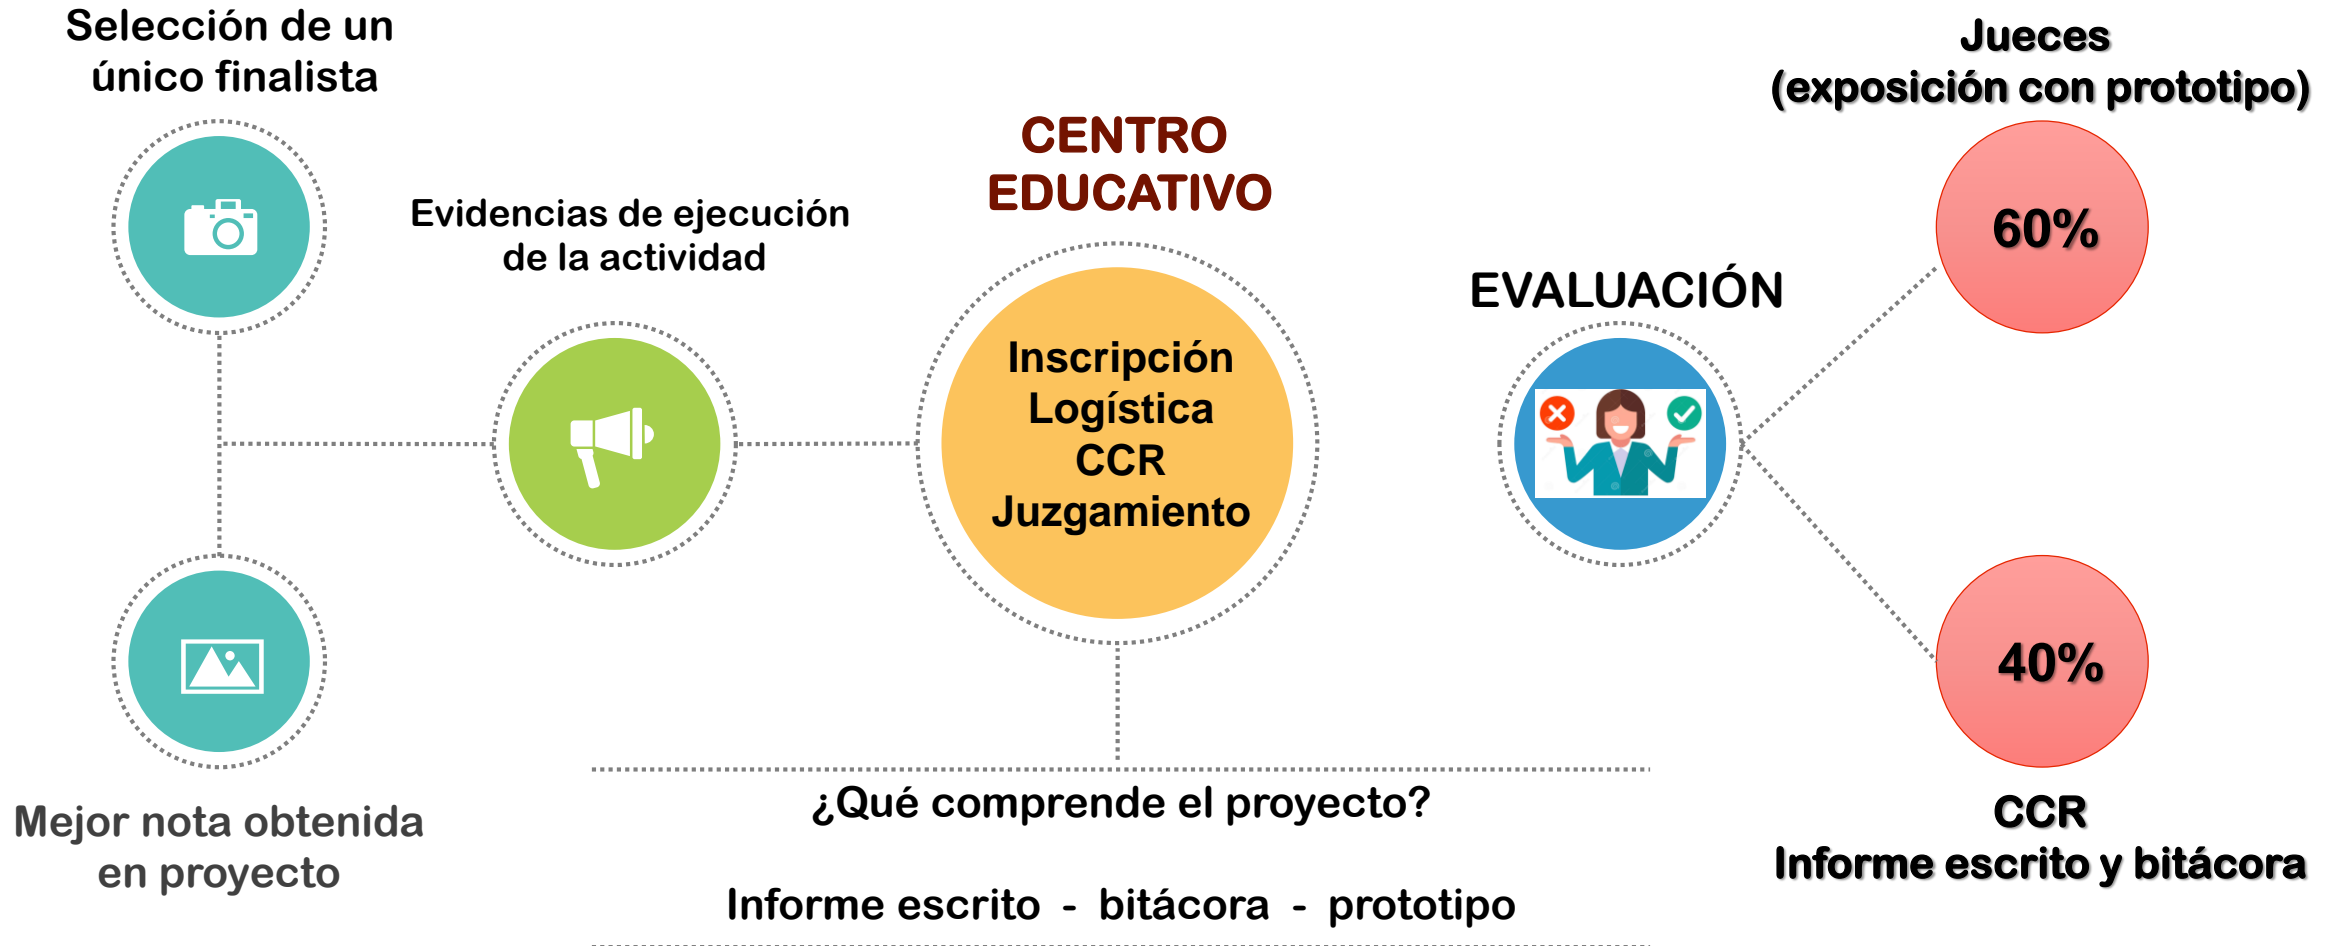 Selección de un
único finalista
Mejor nota obtenida
en proyecto
Evidencias de ejecución
de la actividad
CENTRO
EDUCATIVO
Inscripción
Logística
CCR
Juzgamiento
¿Qué comprende el proyecto?
Informe escrito - bitácora - prototipo
EVALUACIÓN
Jueces
(exposición con prototipo)
60%
40%
CCR
Informe escrito y bitácora